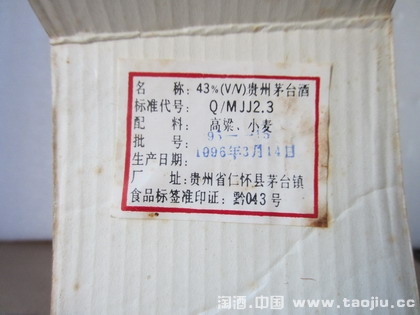 名 称: 43%(V/V)贵州茅台酒
标准代号: Q/MJJ2.3
配 料: 高粱、小麦
批 号:
生产日期: 1996年3月14日
厂 址: 贵州省仁怀县茅台镇
食品标签准印证: 黔043号
淘酒.中国 www.taojiu.cc